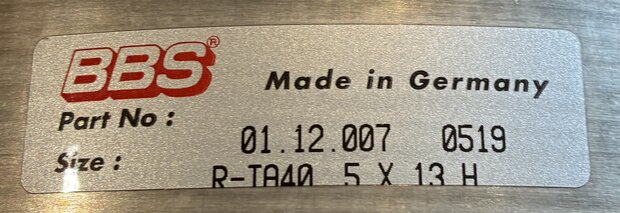 BBS® Made in Germany
Part No : 01.12.007 0519
Size : R-TA40 5 X 13 H